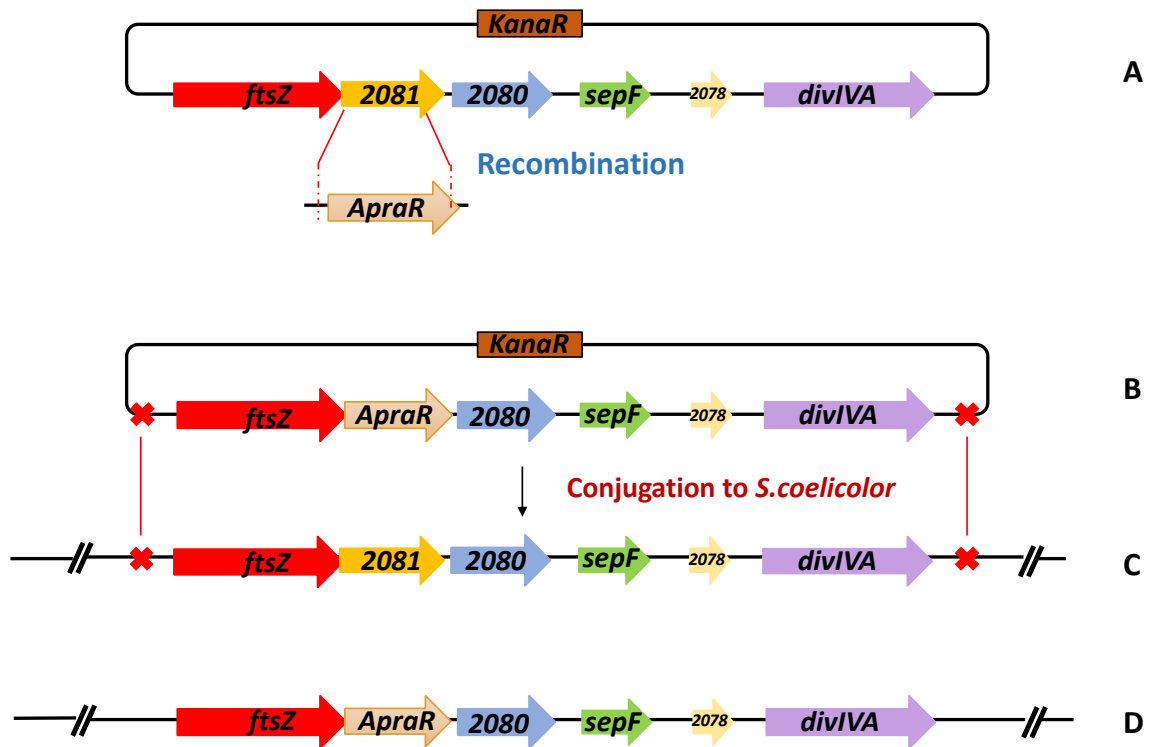 KanaR
A
ftsZ 2081 2080 sepF 2078 divIVA
Recombination
ApraR
KanaR
B
ftsZ ApraR 2080 sepF 2078 divIVA
Conjugation to S.coelicolor
ftsZ 2081 2080 sepF 2078 divIVA
C
ftsZ ApraR 2080 sepF 2078 divIVA
D